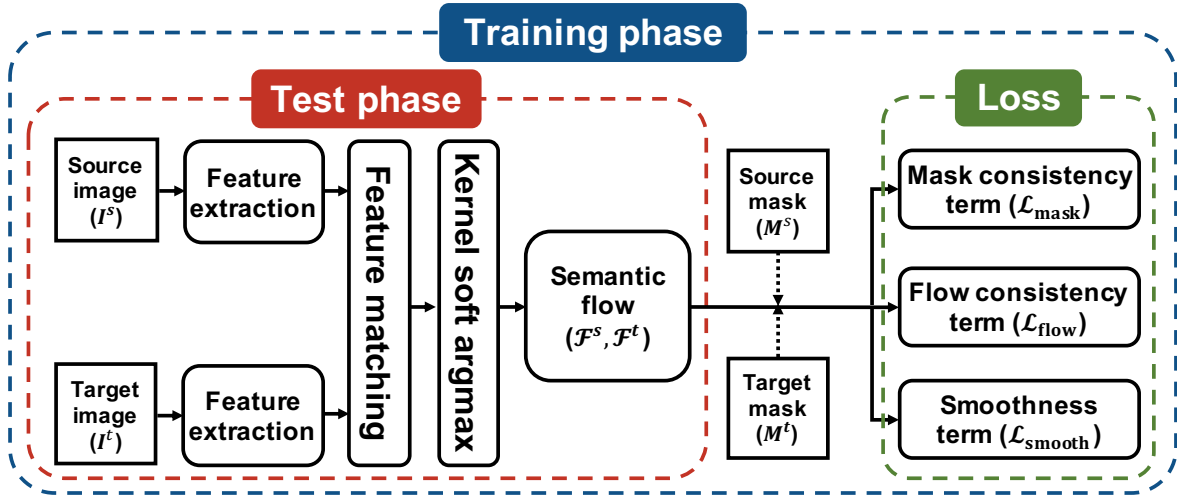 Training phase
Test phase
Loss
Source
image
(𝐼ˢ)
Feature
extraction
Target
image
(𝐼ᵗ)
Feature
extraction
Feature matching
Kernel soft argmax
Semantic
flow
(ℱˢ, ℱᵗ)
Source
mask
(𝑀ˢ)
Target
mask
(𝑀ᵗ)
Mask consistency
term (ℒmask)
Flow consistency
term (ℒflow)
Smoothness
term (ℒsmooth)